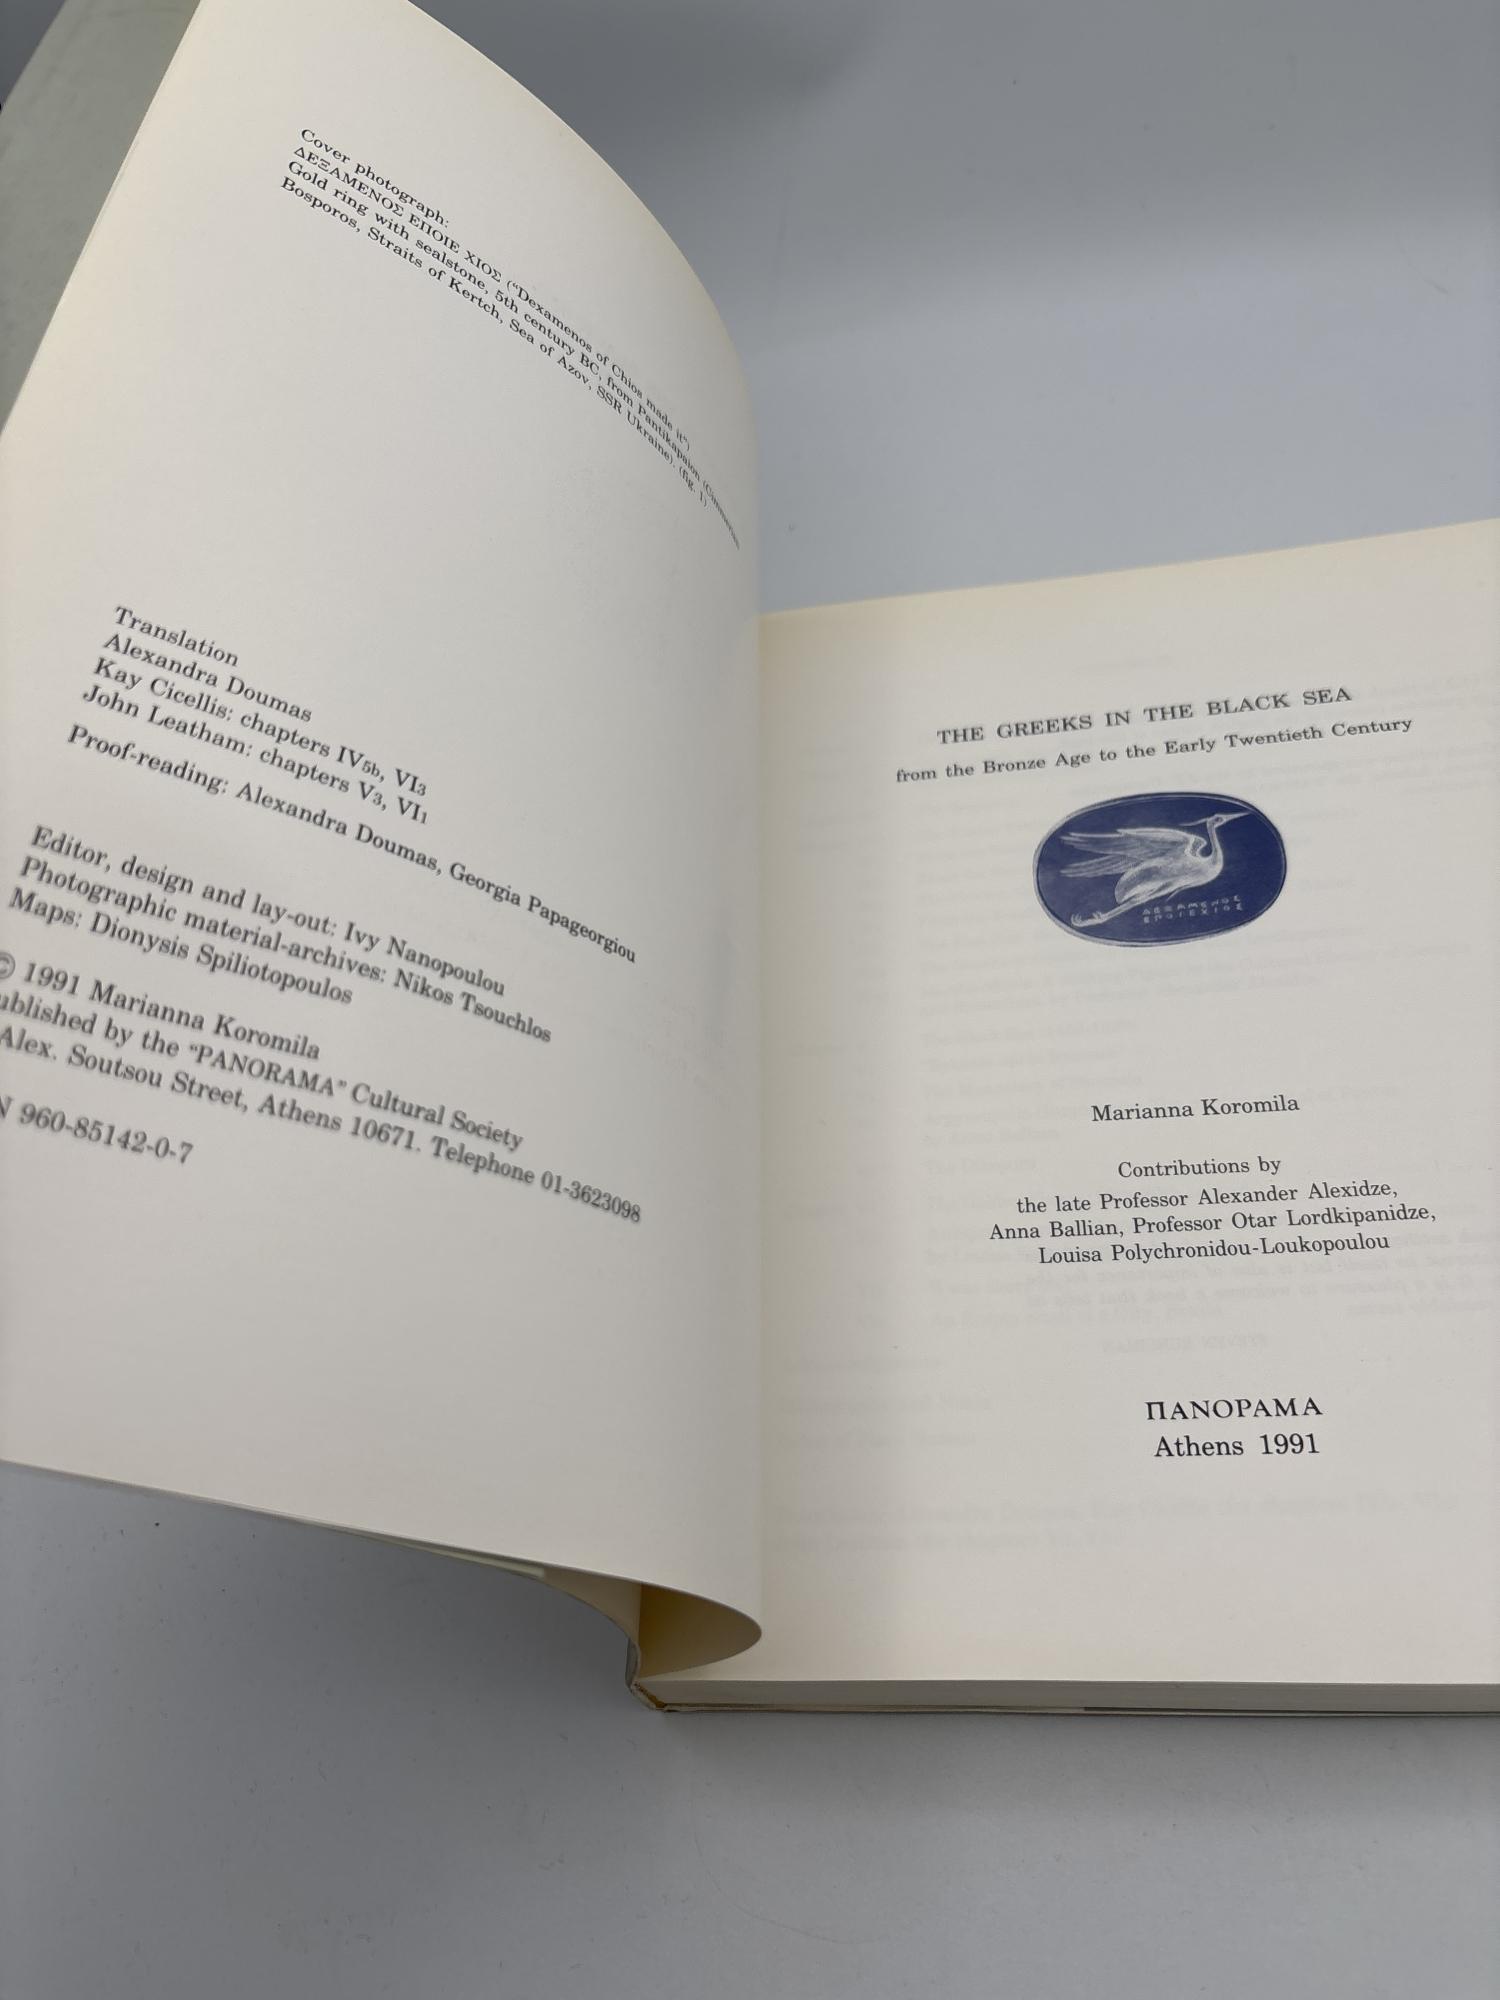 Cover photograph:
ΔΕΞΑΜΕΝΟΣ ΕΠΟΙΕ ΧΙΟΣ ("Dexamenos of Chios made it")
Gold ring with sealstone, 5th century BC, from Pantikapaion (Cimmerian
Bosporos, Straits of Kertch, Sea of Azov, SSR Ukraine). (fig. 1)
Translation
Alexandra Doumas
Kay Cicellis: chapters IV5b, VI3
John Leatham: chapters V3, VI1
Proof-reading: Alexandra Doumas, Georgia Papageorgiou
Editor, design and lay-out: Ivy Nanopoulou
Photographic material-archives: Nikos Tsouchlos
Maps: Dionysis Spiliotopoulos
© 1991 Marianna Koromila
ublished by the "PANORAMA" Cultural Society
Alex. Soutsou Street, Athens 10671. Telephone 01-3623098
N 960-85142-0-7
THE GREEKS IN THE BLACK SEA
from the Bronze Age to the Early Twentieth Century
ΔΕΞΑΜΕΝΟΣ
ΕΠΟΙΕΧΙΟΣ
Marianna Koromila
Contributions by
the late Professor Alexander Alexidze,
Anna Ballian, Professor Otar Lordkipanidze,
Louisa Polychronidou-Loukopoulou
ΠΑΝΟΡΑΜΑ
Athens 1991